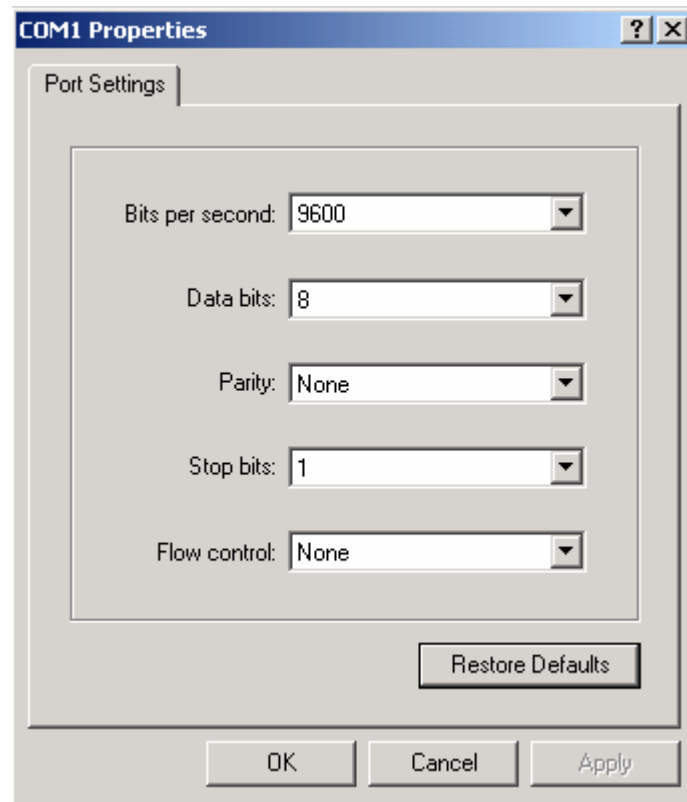 COM1 Properties
Port Settings
Bits per second: 9600
Data bits: 8
Parity: None
Stop bits: 1
Flow control: None
Restore Defaults
OK Cancel Apply